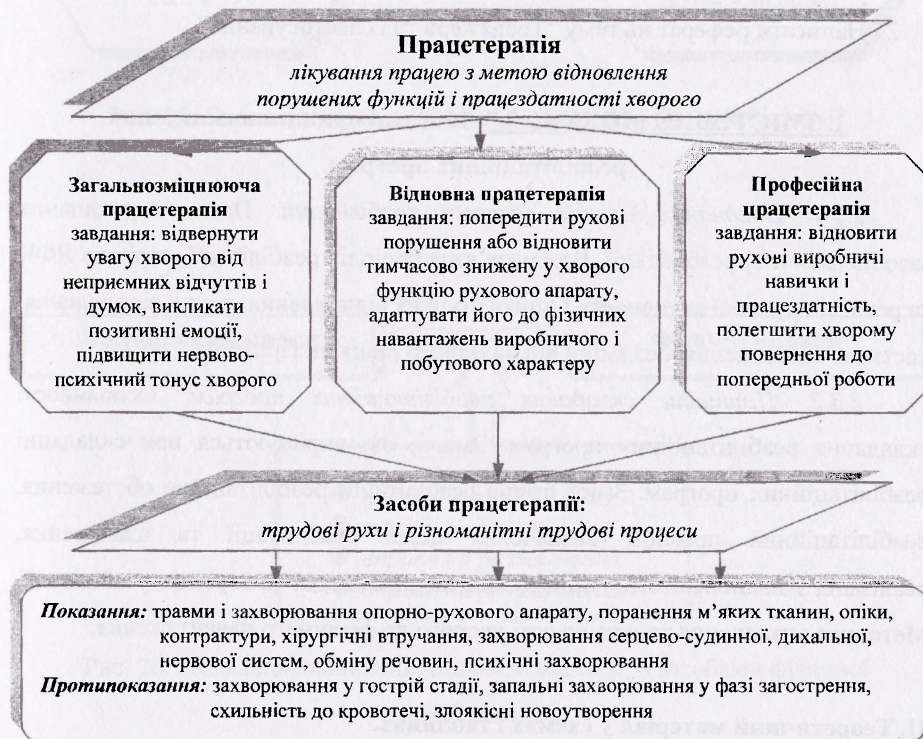 Працетерапія
лікування працею з метою відновлення
порушених функцій і працездатності хворого
Загальнозміцнююча
працетерапія
завдання: відвернути
увагу хворого від
неприємних відчуттів і
думок, викликати
позитивні емоції,
підвищити нервово-
психічний тонус хворого
Відновна працетерапія
завдання: попередити рухові
порушення або відновити
тимчасово знижену у хворого
функцію рухового апарату,
адаптувати його до фізичних
навантажень виробничого і
побутового характеру
Професійна
працетерапія
завдання: відновити
рухові виробничі
навички і
працездатність,
полегшити хворому
повернення до
попередньої роботи
Засоби працетерапії:
трудові рухи і різноманітні трудові процеси
Показання: травми і захворювання опорно-рухового апарату, поранення м’яких тканин, опіки,
контрактури, хірургічні втручання, захворювання серцево-судинної, дихальної,
нервової систем, обміну речовин, психічні захворювання
Протипоказання: захворювання у гострій стадії, запальні захворювання у фазі загострення,
схильність до кровотечі, злоякісні новоутворення